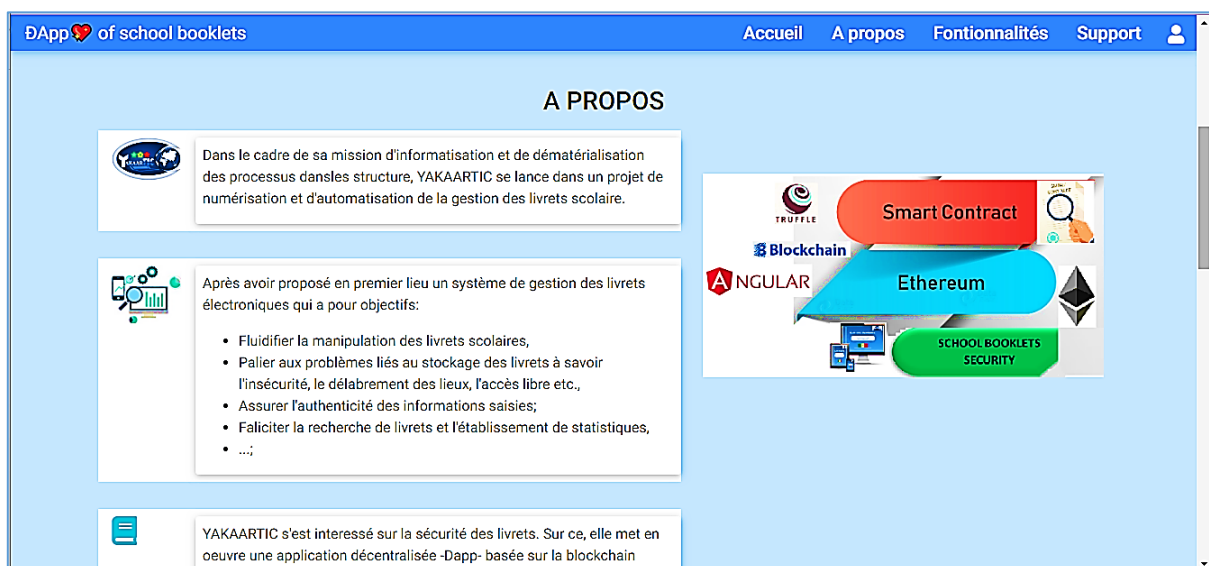 ĐApp💖 of school booklets
Accueil A propos Fontionnalités Support
A PROPOS
Dans le cadre de sa mission d'informatisation et de dématérialisation
des processus dansles structure, YAKAARTIC se lance dans un projet de
numérisation et d'automatisation de la gestion des livrets scolaire.
Après avoir proposé en premier lieu un système de gestion des livrets
électroniques qui a pour objectifs:
• Fluidifier la manipulation des livrets scolaires,
• Palier aux problèmes liés au stockage des livrets à savoir
l'insécurité, le délabrement des lieux, l'accès libre etc.,
• Assurer l'authenticité des informations saisies;
• Faliciter la recherche de livrets et l'établissement de statistiques,
• ...;
YAKAARTIC s'est interessé sur la sécurité des livrets. Sur ce, elle met en
oeuvre une application décentralisée -Dapp- basée sur la blockchain
TRUFFLE
Smart Contract
Blockchain
ANGULAR
Ethereum
SCHOOL BOOKLETS
SECURITY